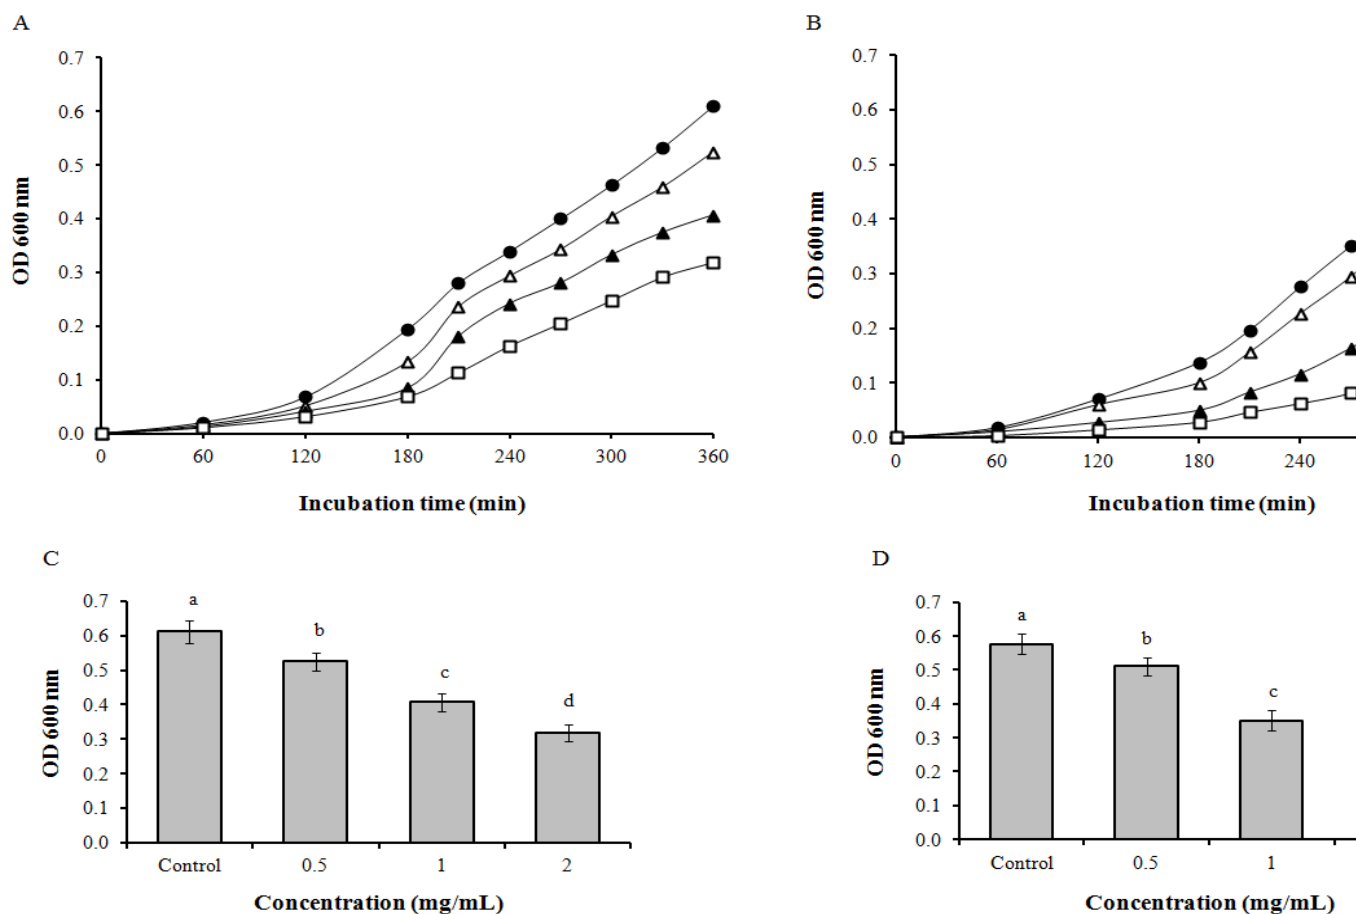 A
B
0.7
0.6
0.5
0.4
0.3
0.2
0.1
0.0
OD 600 nm
0 60 120 180 240 300 360
Incubation time (min)
0.7
0.6
0.5
0.4
0.3
0.2
0.1
0.0
OD 600 nm
0 60 120 180 240
Incubation time (min)
C
D
0.7
0.6
0.5
0.4
0.3
0.2
0.1
0.0
OD 600 nm
a
b
c
d
Control 0.5 1 2
Concentration (mg/mL)
0.7
0.6
0.5
0.4
0.3
0.2
0.1
0.0
OD 600 nm
a
b
c
Control 0.5 1
Concentration (mg/mL)